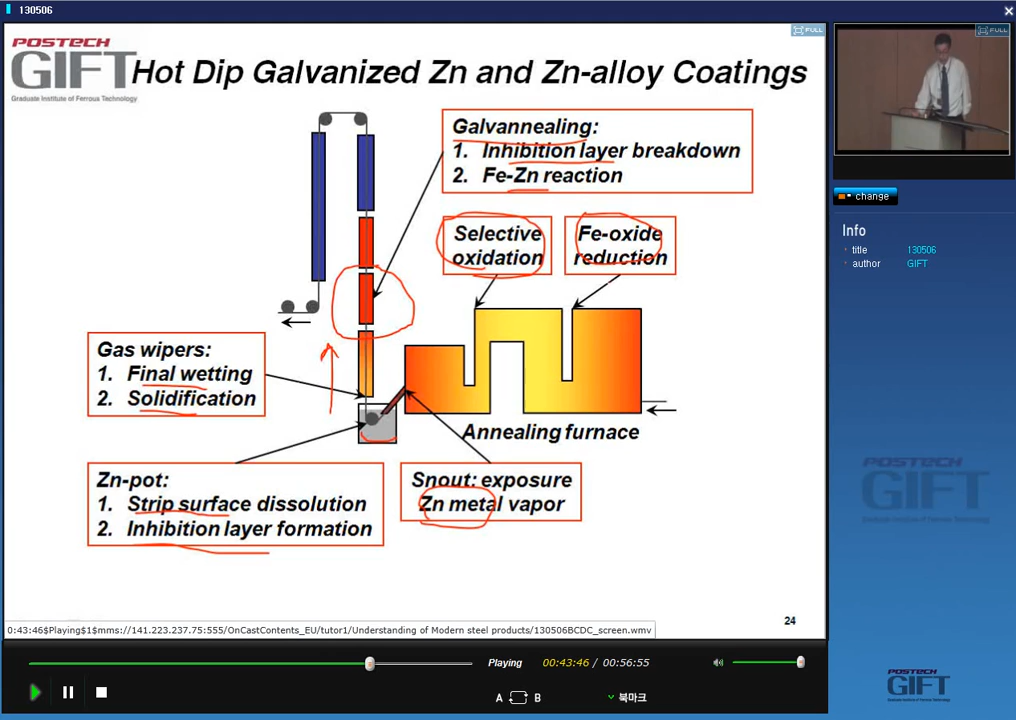 130506
POSTECH
GIFT
Graduate Institute of Ferrous Technology
Hot Dip Galvanized Zn and Zn-alloy Coatings
FULL
FULL
Galvannealing:
1. Inhibition layer breakdown
2. Fe-Zn reaction
change
Selective
oxidation
Fe-oxide
reduction
Info
title 130506
author GIFT
Gas wipers:
1. Final wetting
2. Solidification
Annealing furnace
Zn-pot:
1. Strip surface dissolution
2. Inhibition layer formation
Snout: exposure
Zn metal vapor
POSTECH
GIFT
24
0:43:46$Playing$1$mms://141.223.237.75:555/OnCastContents_EU/tutor1/Understanding of Modern steel products/130506BCDC_screen.wmv
Playing
00:43:46 / 00:56:55
A B
북마크
POSTECH
GIFT